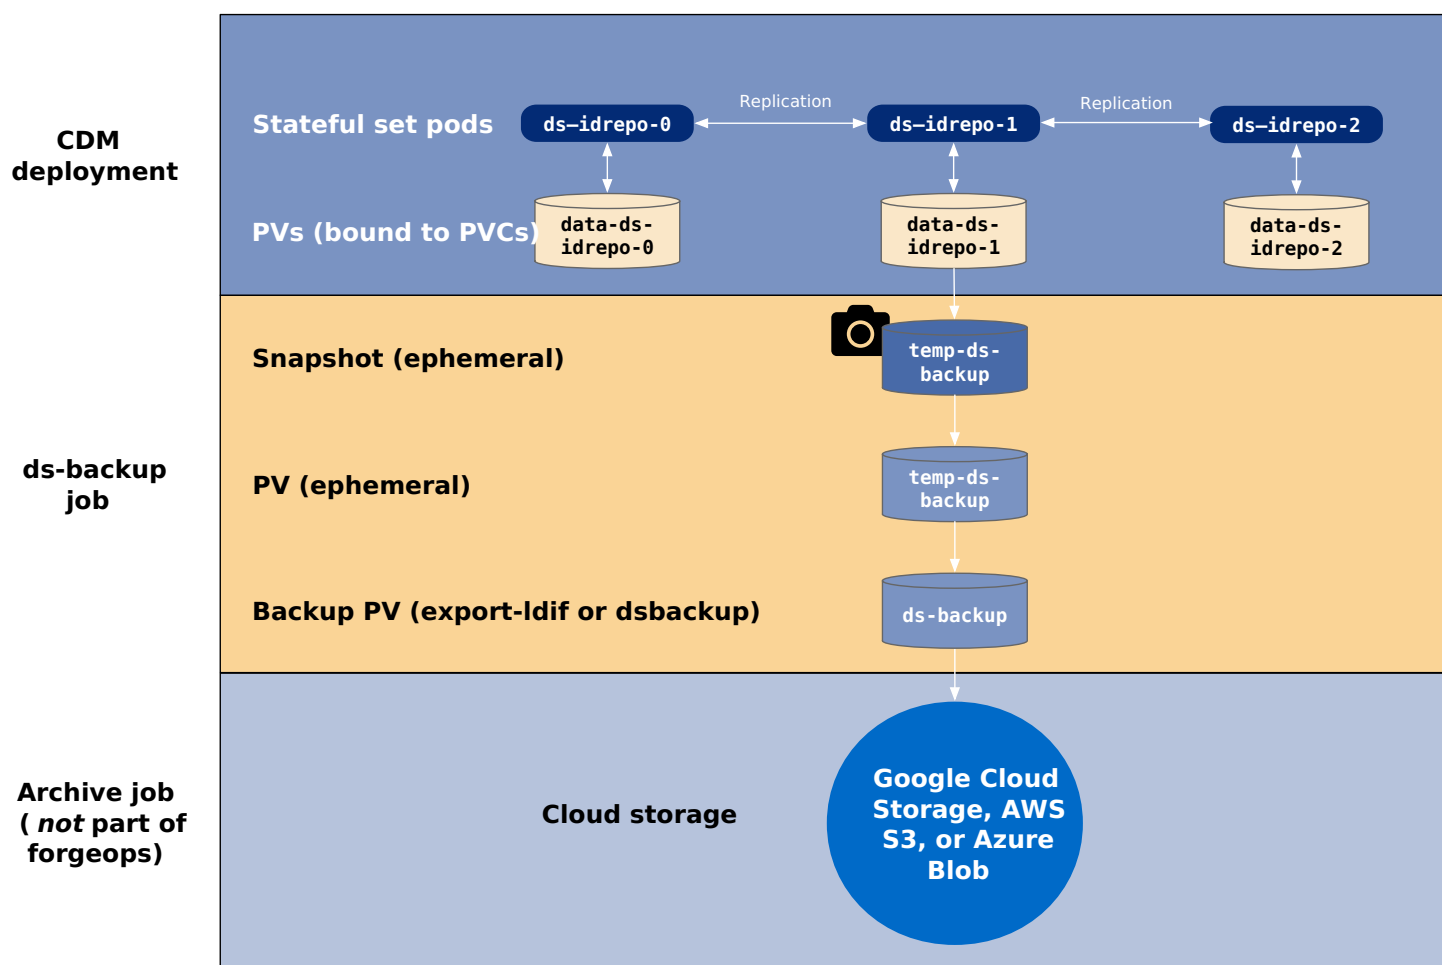 CDM
deployment
Stateful set pods
ds–idrepo-0
Replication
ds–idrepo-1
Replication
ds–idrepo-2
PVs (bound to PVCs)
data-ds-
idrepo-0
data-ds-
idrepo-1
data-ds-
idrepo-2
ds-backup
job
Snapshot (ephemeral)
temp-ds-
backup
PV (ephemeral)
temp-ds-
backup
Backup PV (export-ldif or dsbackup)
ds-backup
Archive job
( not part of
forgeops)
Cloud storage
Google Cloud
Storage, AWS
S3, or Azure
Blob